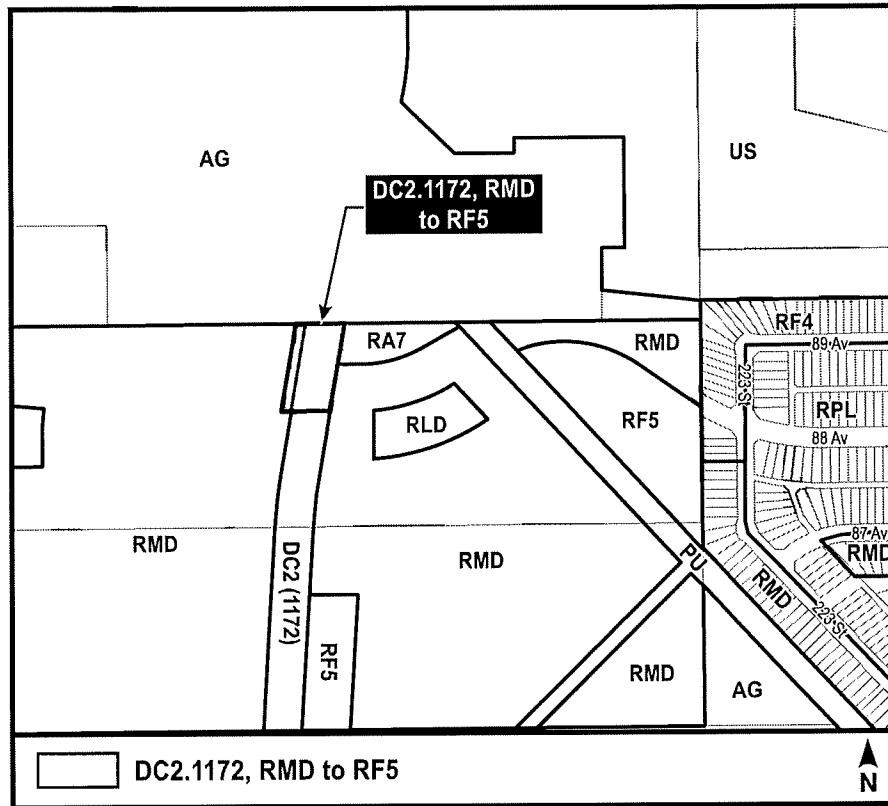 AG
US
DC2.1172, RMD
to RF5
RF4
89 Av
RA7
RMD
223 St
RPL
RLD
RF5
88 Av
87 Av
RMD
RMD
DC2 (1172)
RMD
PU
RMD
223 St
RF5
RMD
AG
DC2.1172, RMD to RF5
N